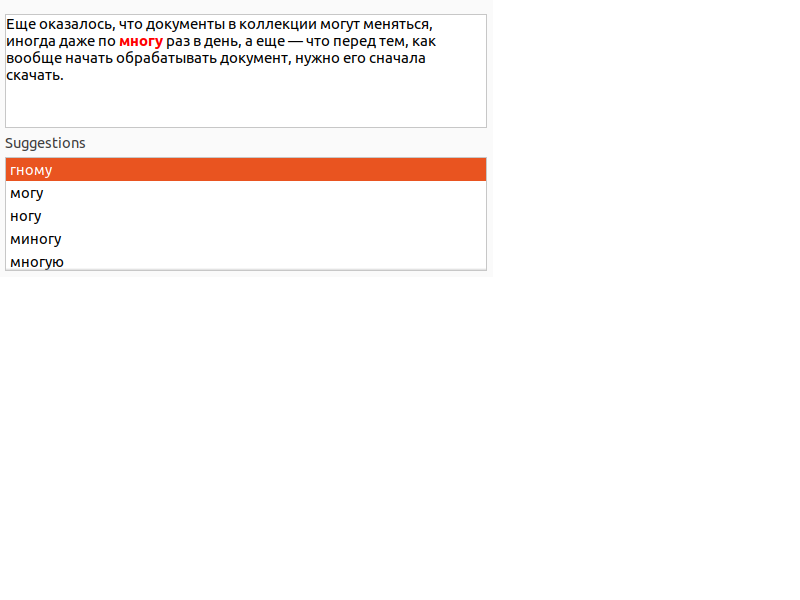 Еще оказалось, что документы в коллекции могут меняться,
иногда даже по многу раз в день, а еще — что перед тем, как
вообще начать обрабатывать документ, нужно его сначала
скачать.
Suggestions
гному
могу
ногу
миногу
многую